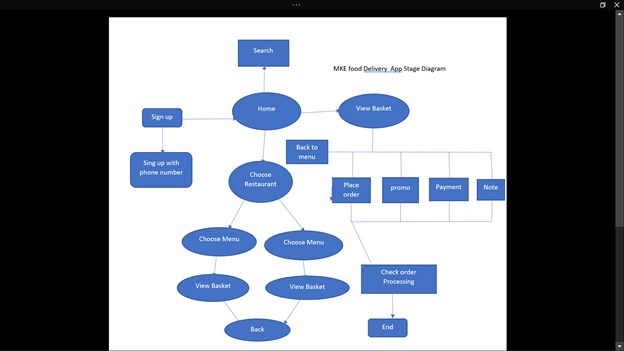 Search
MKE food Delivery App Stage Diagram
Home
View Basket
Sign up
Back to
menu
Sing up with
phone number
Choose
Restaurant
Place
order
promo
Payment
Note
Choose Menu
Choose Menu
Check order
Processing
View Basket
View Basket
Back
End